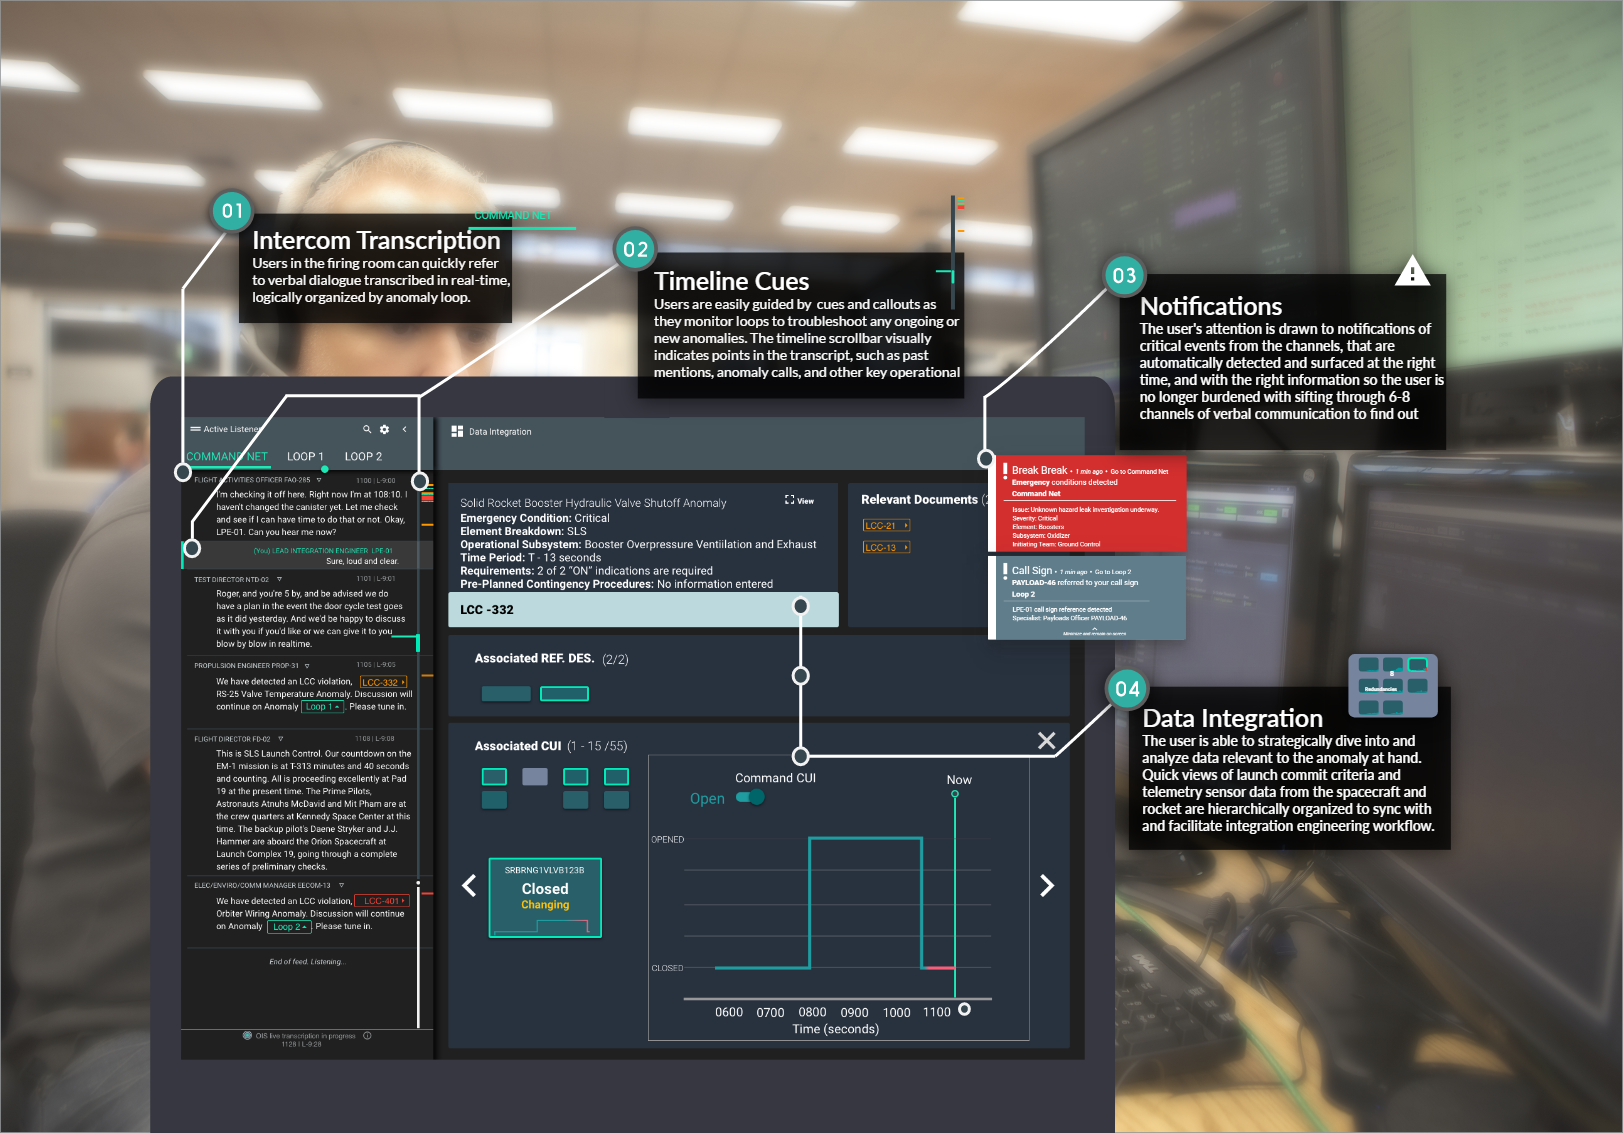 01
COMMAND NET
Intercom Transcription
Users in the firing room can quickly refer
to verbal dialogue transcribed in real-time,
logically organized by anomaly loop.
02
Timeline Cues
Users are easily guided by cues and callouts as
they monitor loops to troubleshoot any ongoing or
new anomalies. The timeline scrollbar visually
indicates points in the transcript, such as past
mentions, anomaly calls, and other key operational
03
Notifications
The user's attention is drawn to notifications of
critical events from the channels, that are
automatically detected and surfaced at the right
time, and with the right information so the user is
no longer burdened with sifting through 6-8
channels of verbal communication to find out
Active Listener
COMMAND NET LOOP 1 LOOP 2
FLIGHT ACTIVITIES OFFICER FAO-285 1100 | L-9:00
I'm checking it off here. Right now I'm at 108:10. I
haven't changed the canister yet. Let me check
and see if I can have time to do that or not. Okay,
LPE-01. Can you hear me now?
(You) LEAD INTEGRATION ENGINEER LPE-01
Sure, loud and clear.
TEST DIRECTOR NTD-02 1101 | L-9:01
Roger, and you're 5 by, and be advised we do
have a plan in the event the door cycle test goes
as it did yesterday. And we'd be happy to discuss
it with you if you'd like or we can give it to you
blow by blow in realtime.
PROPULSION ENGINEER PROP-31 1105 | L-9:05
We have detected an LCC violation, LCC-332
RS-25 Valve Temperature Anomaly. Discussion will
continue on Anomaly Loop 1. Please tune in.
FLIGHT DIRECTOR FD-02 1108 | L-9:08
This is SLS Launch Control. Our countdown on the
EM-1 mission is at T-313 minutes and 40 seconds
and counting. All is proceeding excellently at Pad
19 at the present time. The Prime Pilots,
Astronauts Atnuhs McDavid and Mit Pham are at
the crew quarters at Kennedy Space Center at this
time. The backup pilot's Daene Stryker and J.J.
Hammer are aboard the Orion Spacecraft at
Launch Complex 19, going through a complete
series of preliminary checks.
ELEC/ENVIRO/COMM MANAGER EECOM-13
We have detected an LCC violation, LCC-401
Orbiter Wiring Anomaly. Discussion will continue
on Anomaly Loop 2. Please tune in.
End of feed. Listening...
OIS live transcription in progress
1128 | L-9:28
Data Integration
Solid Rocket Booster Hydraulic Valve Shutoff Anomaly
View
Emergency Condition: Critical
Element Breakdown: SLS
Operational Subsystem: Booster Overpressure Ventiilation and Exhaust
Time Period: T - 13 seconds
Requirements: 2 of 2 "ON" indications are required
Pre-Planned Contingency Procedures: No information entered
LCC -332
Relevant Documents (2
LCC-21
LCC-13
Break Break • 1 min ago • Go to Command Net
Emergency conditions detected
Command Net
Issue: Unknown hazard leak investigation underway.
Severity: Critical
Element: Boosters
Subsystem: Oxidizer
Initiating Team: Ground Control
Call Sign • 1 min ago • Go to Loop 2
PAYLOAD-46 referred to your call sign
Loop 2
LPE-01 call sign reference detected
Specialist: Payloads Officer PAYLOAD-46
Minimize and remain on screen
Associated REF. DES. (2/2)
Associated CUI (1 - 15 /55)
SRBRNG1VLVB123B
Closed
Changing
Command CUI
Open
Now
OPENED
CLOSED
0600 0700 0800 0900 1000 1100
Time (seconds)
04
Redundancies
Data Integration
The user is able to strategically dive into and
analyze data relevant to the anomaly at hand.
Quick views of launch commit criteria and
telemetry sensor data from the spacecraft and
rocket are hierarchically organized to sync with
and facilitate integration engineering workflow.
DELL